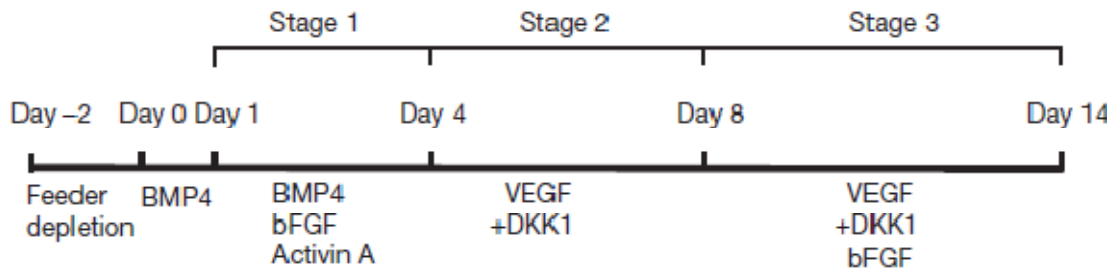 Stage 1 Stage 2 Stage 3
Day –2 Day 0 Day 1 Day 4 Day 8 Day 14
Feeder BMP4 BMP4 VEGF VEGF
depletion bFGF +DKK1 +DKK1
Activin A bFGF